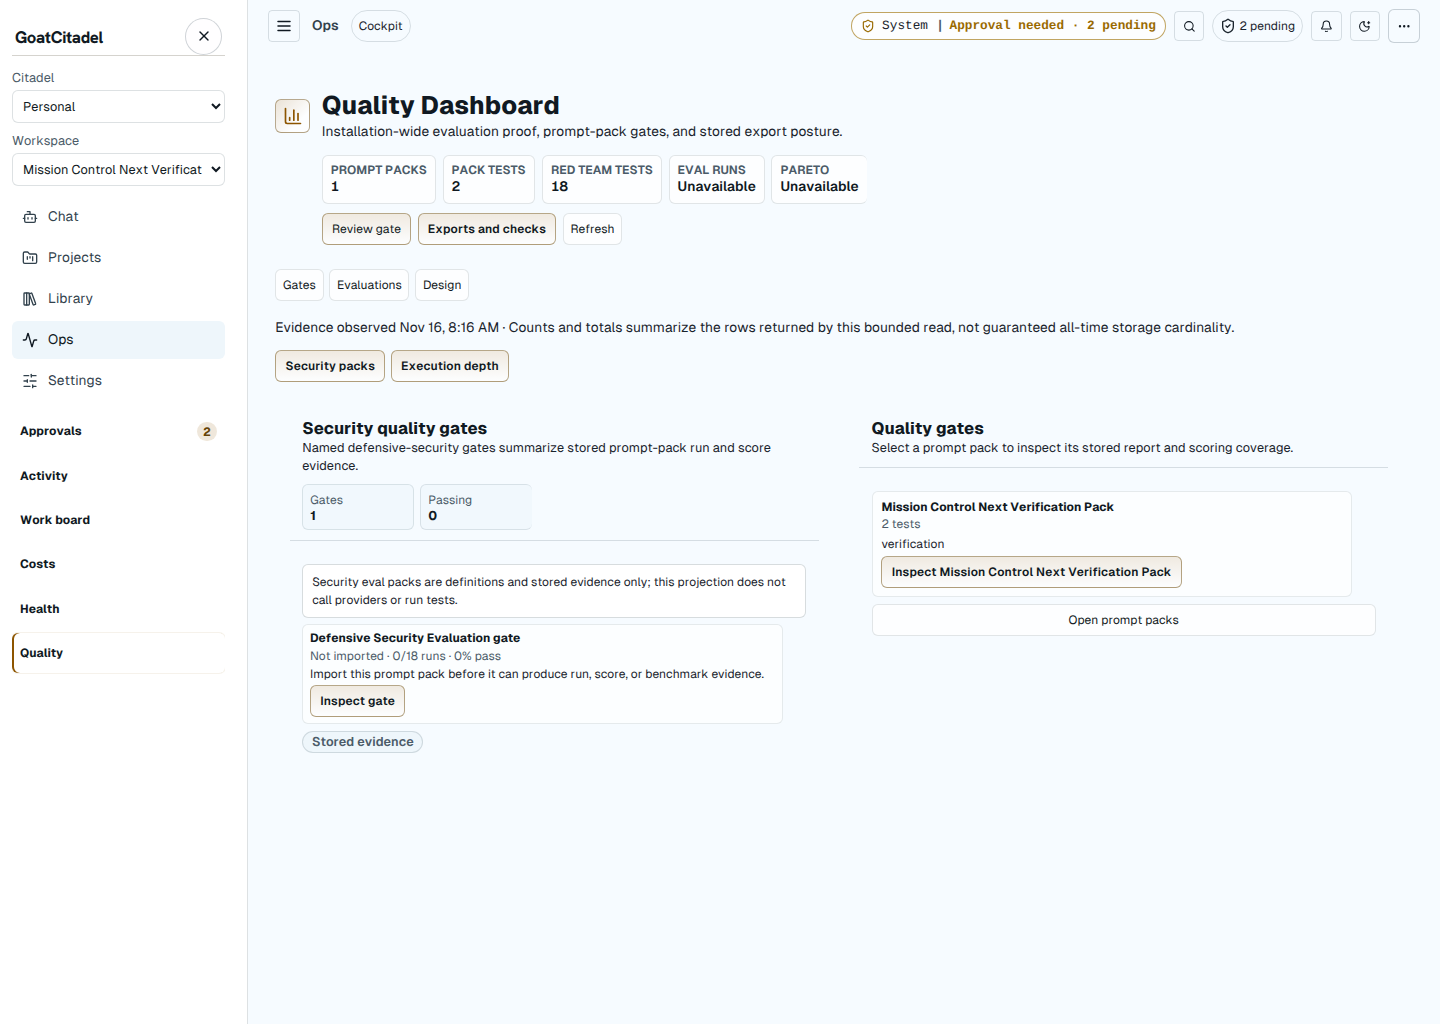 GoatCitadel
Citadel
Personal
Workspace
Mission Control Next Verificat
Chat
Projects
Library
Ops
Settings
Approvals 2
Activity
Work board
Costs
Health
Quality
Ops Cockpit
System | Approval needed · 2 pending
2 pending
Quality Dashboard
Installation-wide evaluation proof, prompt-pack gates, and stored export posture.
PROMPT PACKS PACK TESTS RED TEAM TESTS EVAL RUNS PARETO
1 2 18 Unavailable Unavailable
Review gate Exports and checks Refresh
Gates Evaluations Design
Evidence observed Nov 16, 8:16 AM · Counts and totals summarize the rows returned by this bounded read, not guaranteed all-time storage cardinality.
Security packs Execution depth
Security quality gates
Named defensive-security gates summarize stored prompt-pack run and score
evidence.
Gates Passing
1 0
Security eval packs are definitions and stored evidence only; this projection does not
call providers or run tests.
Defensive Security Evaluation gate
Not imported · 0/18 runs · 0% pass
Import this prompt pack before it can produce run, score, or benchmark evidence.
Inspect gate
Stored evidence
Quality gates
Select a prompt pack to inspect its stored report and scoring coverage.
Mission Control Next Verification Pack
2 tests
verification
Inspect Mission Control Next Verification Pack
Open prompt packs